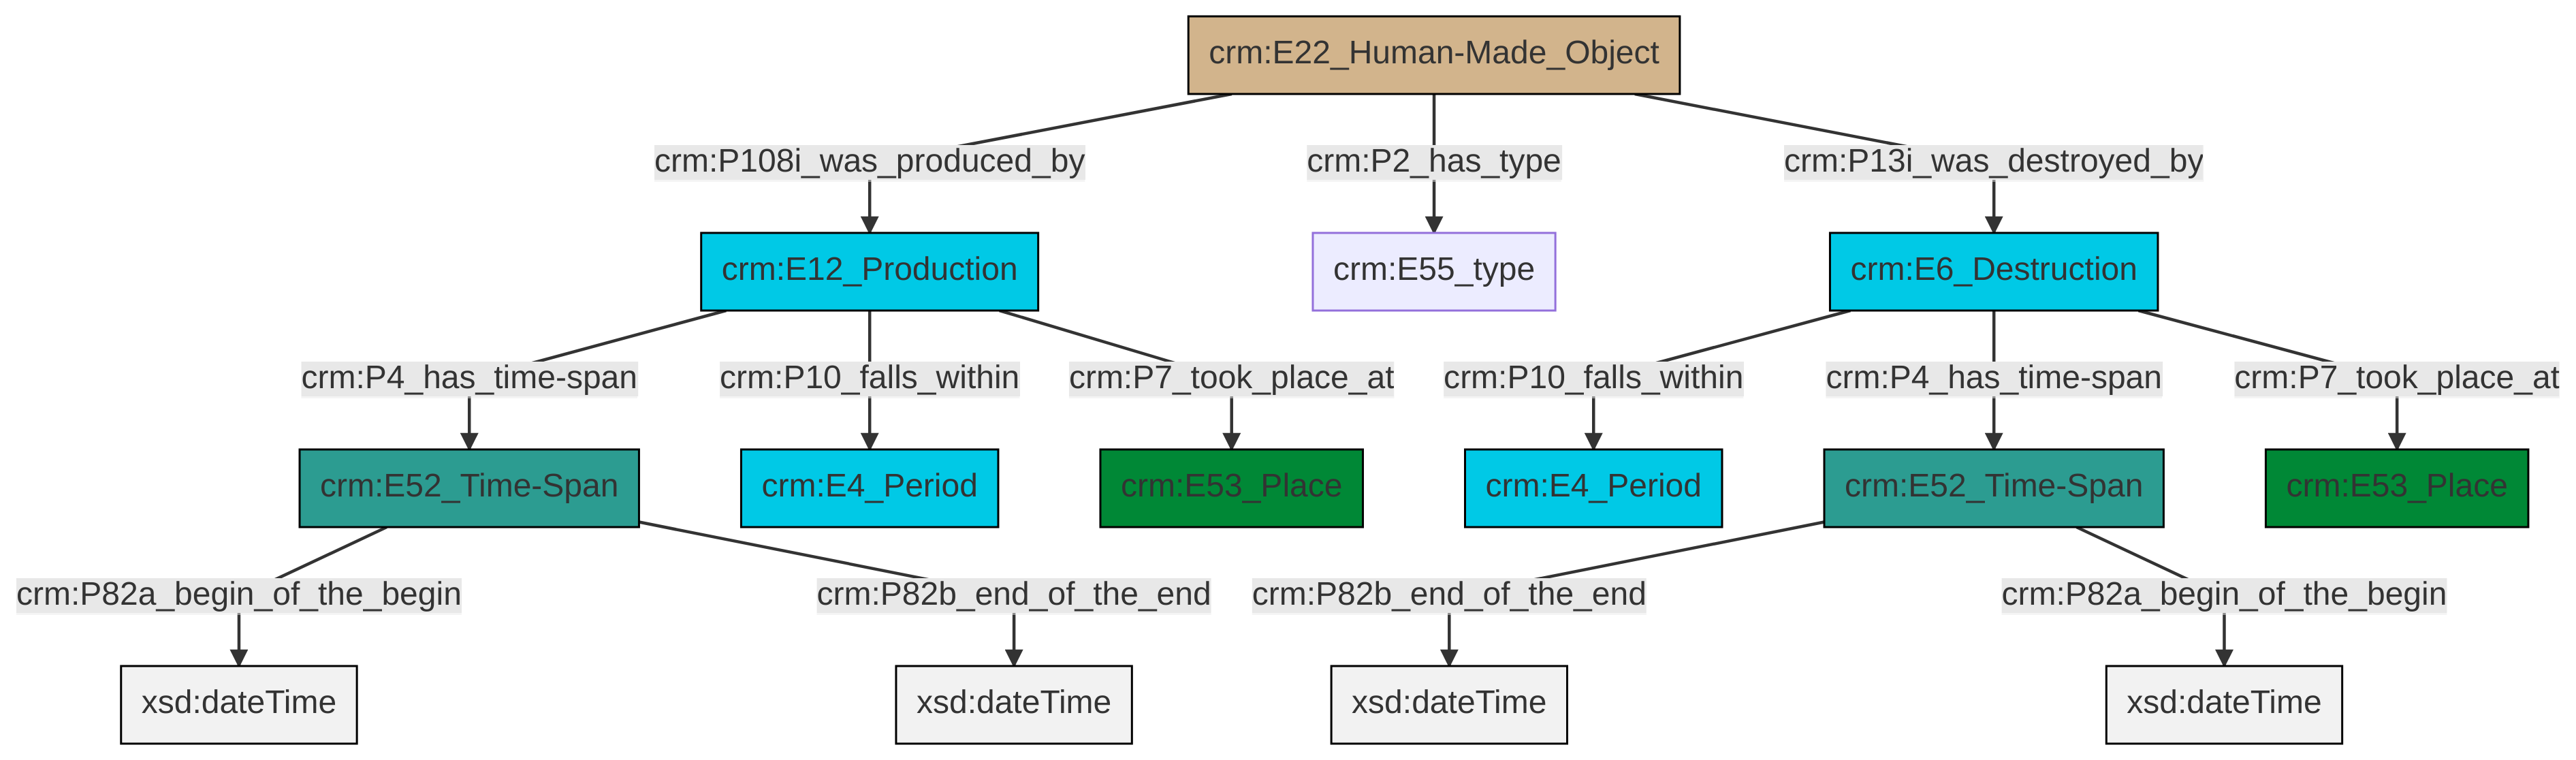 crm:E22_Human-Made_Object
crm:P108i_was_produced_by
crm:P2_has_type
crm:P13i_was_destroyed_by
crm:E12_Production
crm:E55_type
crm:E6_Destruction
crm:P4_has_time-span
crm:P10_falls_within
crm:P7_took_place_at
crm:P10_falls_within
crm:P4_has_time-span
crm:P7_took_place_at
crm:E52_Time-Span
crm:E4_Period
crm:E53_Place
crm:E4_Period
crm:E52_Time-Span
crm:E53_Place
crm:P82a_begin_of_the_begin
crm:P82b_end_of_the_end
crm:P82b_end_of_the_end
crm:P82a_begin_of_the_begin
xsd:dateTime
xsd:dateTime
xsd:dateTime
xsd:dateTime